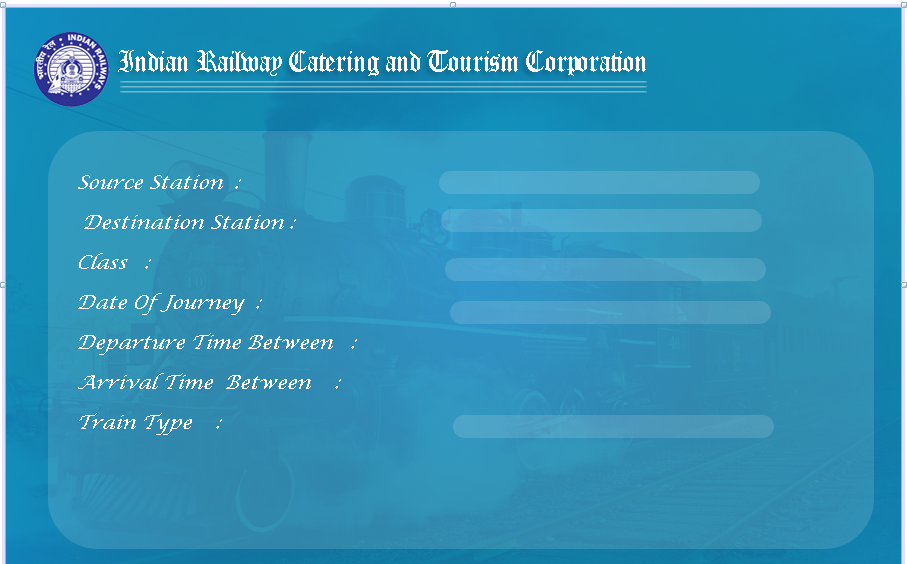 भारतीय रेल • INDIAN RAILWAYS
Indian Railway Catering and Tourism Corporation
Source Station :
Destination Station :
Class :
Date Of Journey :
Departure Time Between :
Arrival Time Between :
Train Type :